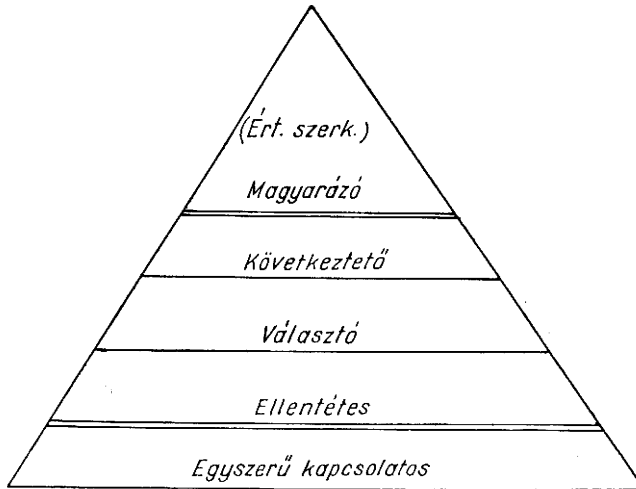 (Ért. szerk.)
Magyarázó
Következtető
Választó
Ellentétes
Egyszerű kapcsolatos